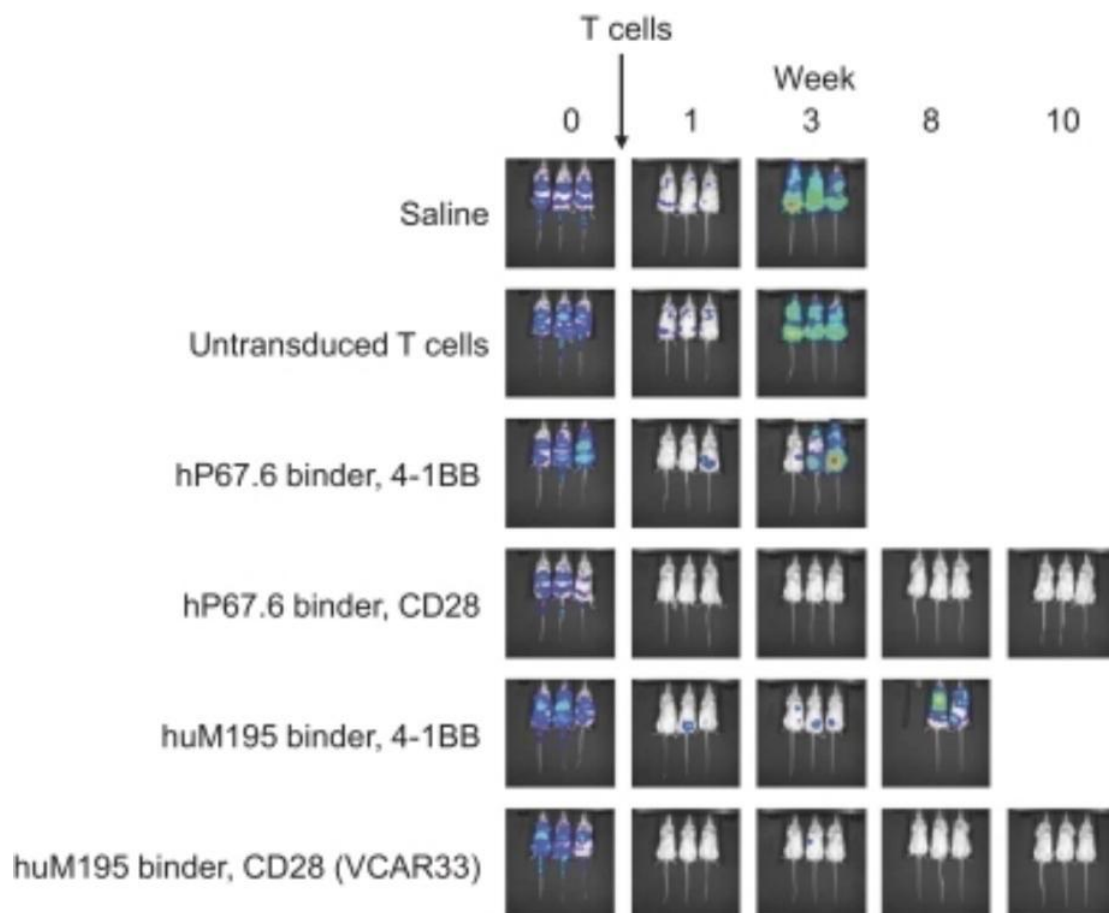 T cells
Week
0 1 3 8 10
Saline
Untransduced T cells
hP67.6 binder, 4-1BB
hP67.6 binder, CD28
huM195 binder, 4-1BB
huM195 binder, CD28 (VCAR33)